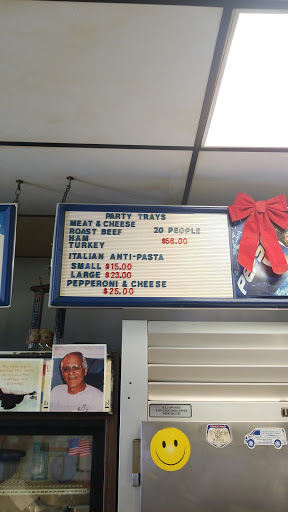 PARTY TRAYS
MEAT & CHEESE
ROAST BEEF 20 PEOPLE
HAM
TURKEY $56.00
ITALIAN ANTI-PASTA
SMALL $15.00
LARGE $23.00
PEPPERONI & CHEESE
$25.00
PEPSI